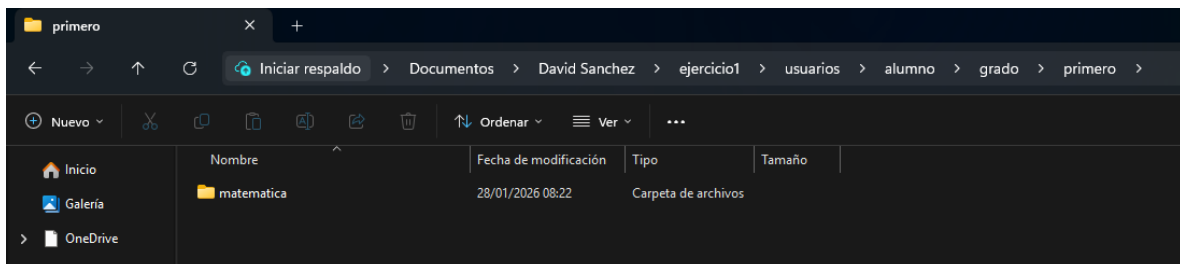 primero
Iniciar respaldo > Documentos > David Sanchez > ejercicio1 > usuarios > alumno > grado > primero >
Nuevo Ordenar Ver
Nombre Fecha de modificación Tipo Tamaño
Inicio
matematica 28/01/2026 08:22 Carpeta de archivos
Galería
OneDrive